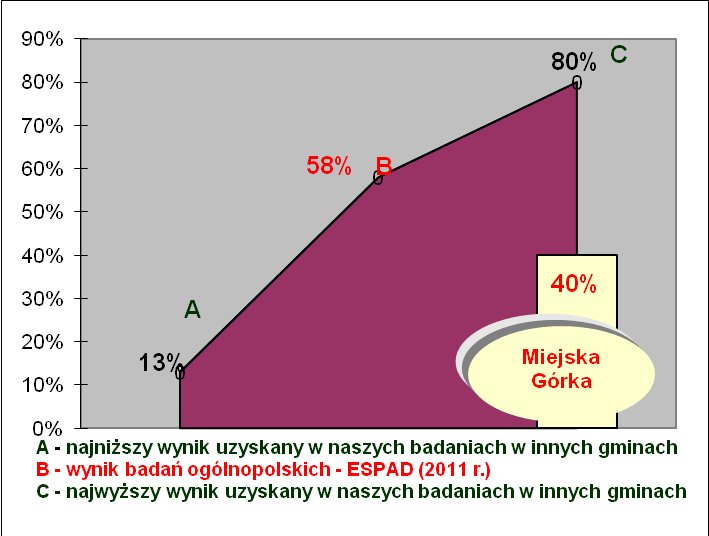 90%
80%
70%
60%
50%
40%
30%
20%
10%
0%
80%
C
58%
B
A
13%
40%
Miejska
Górka
A - najniższy wynik uzyskany w naszych badaniach w innych gminach
B - wynik badań ogólnopolskich - ESPAD (2011 r.)
C - najwyższy wynik uzyskany w naszych badaniach w innych gminach